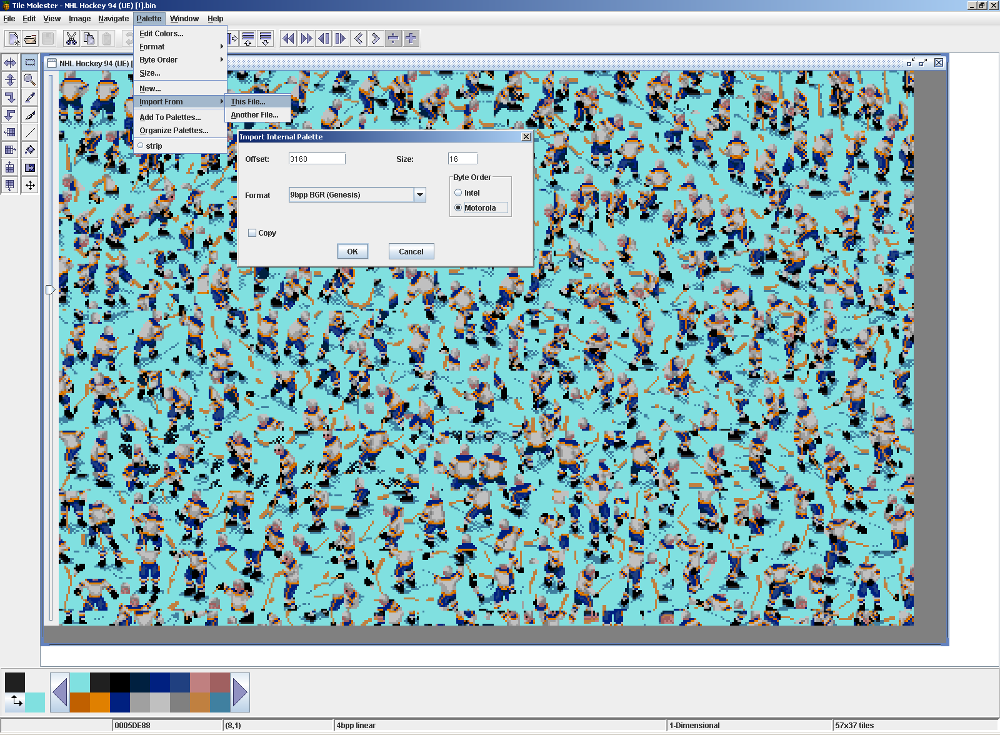 Tile Molester - NHL Hockey 94 (UE) [!].bin
File Edit View Image Navigate Palette Window Help
Edit Colors...
Format
Byte Order
Size...
New...
Import From
Add To Palettes...
Organize Palettes...
strip
This File...
Another File...
NHL Hockey 94 (UE) [
Import Internal Palette
Offset: 3160 Size: 16
Byte Order
Intel
Format 9bpp BGR (Genesis)
Motorola
Copy
OK Cancel
0005DE88 (8,1) 4bpp linear 1-Dimensional 57x37 tiles